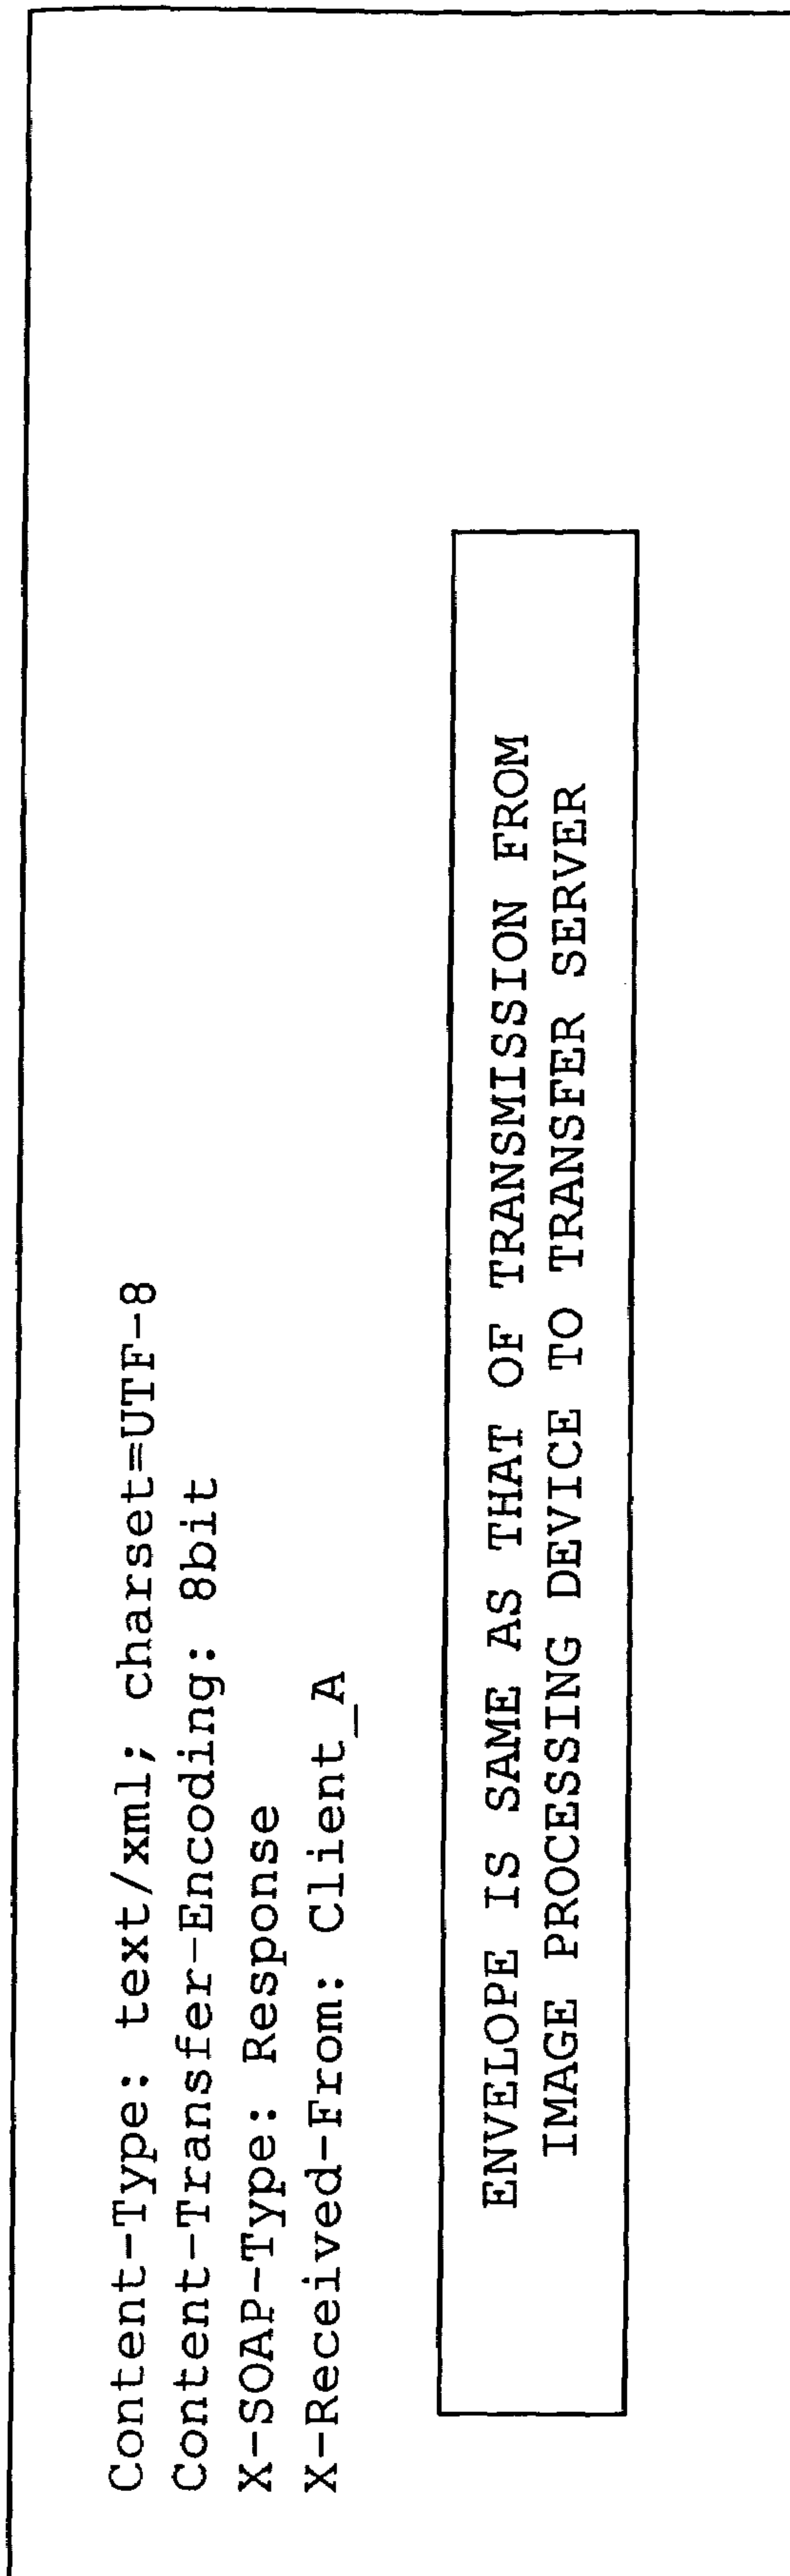 Content-Type: text/xml; charset=UTF-8
Content-Transfer-Encoding: 8bit
X-SOAP-Type: Response
X-Received-From: Client_A
ENVELOPE IS SAME AS THAT OF TRANSMISSION FROM
IMAGE PROCESSING DEVICE TO TRANSFER SERVER